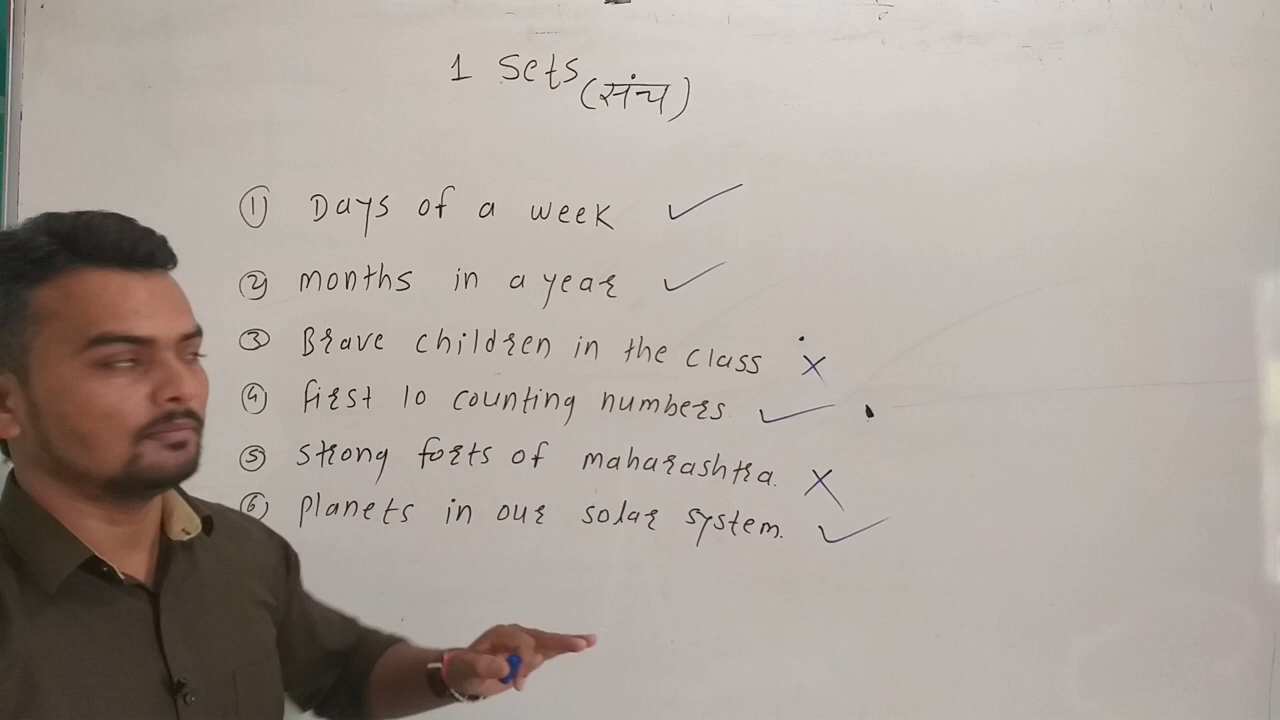 1 Sets (संच)
① Days of a week ✓
② months in a year ✓
③ Brave children in the class ✗
④ first 10 counting numbers ✓
⑤ strong forts of maharashtra. ✗
⑥ planets in our solar system. ✓